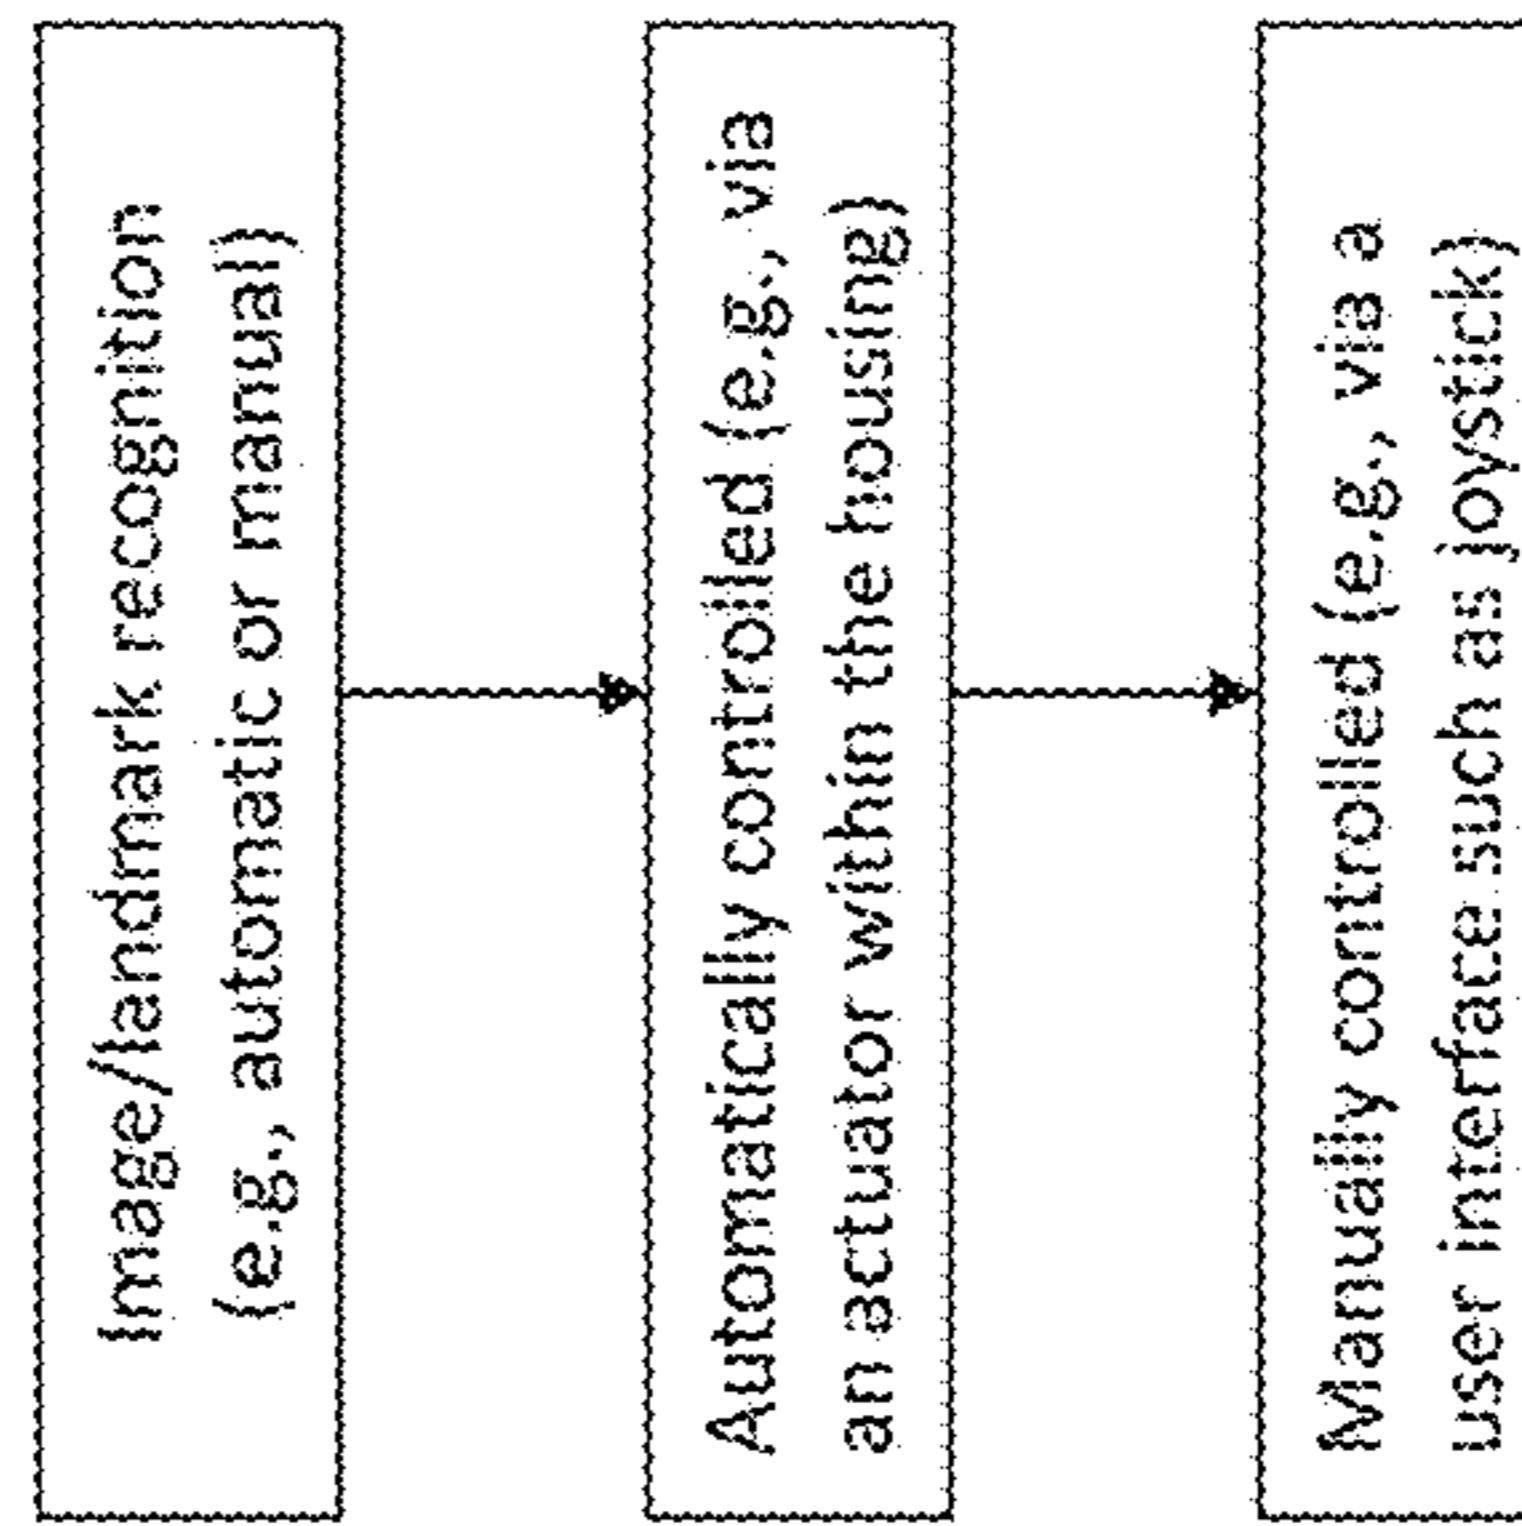 Image/landmark recognition
(e.g., automatic or manual)
Automatically controlled (e.g., via
an actuator within the housing)
Manually controlled (e.g., via a
user interface such as joystick)